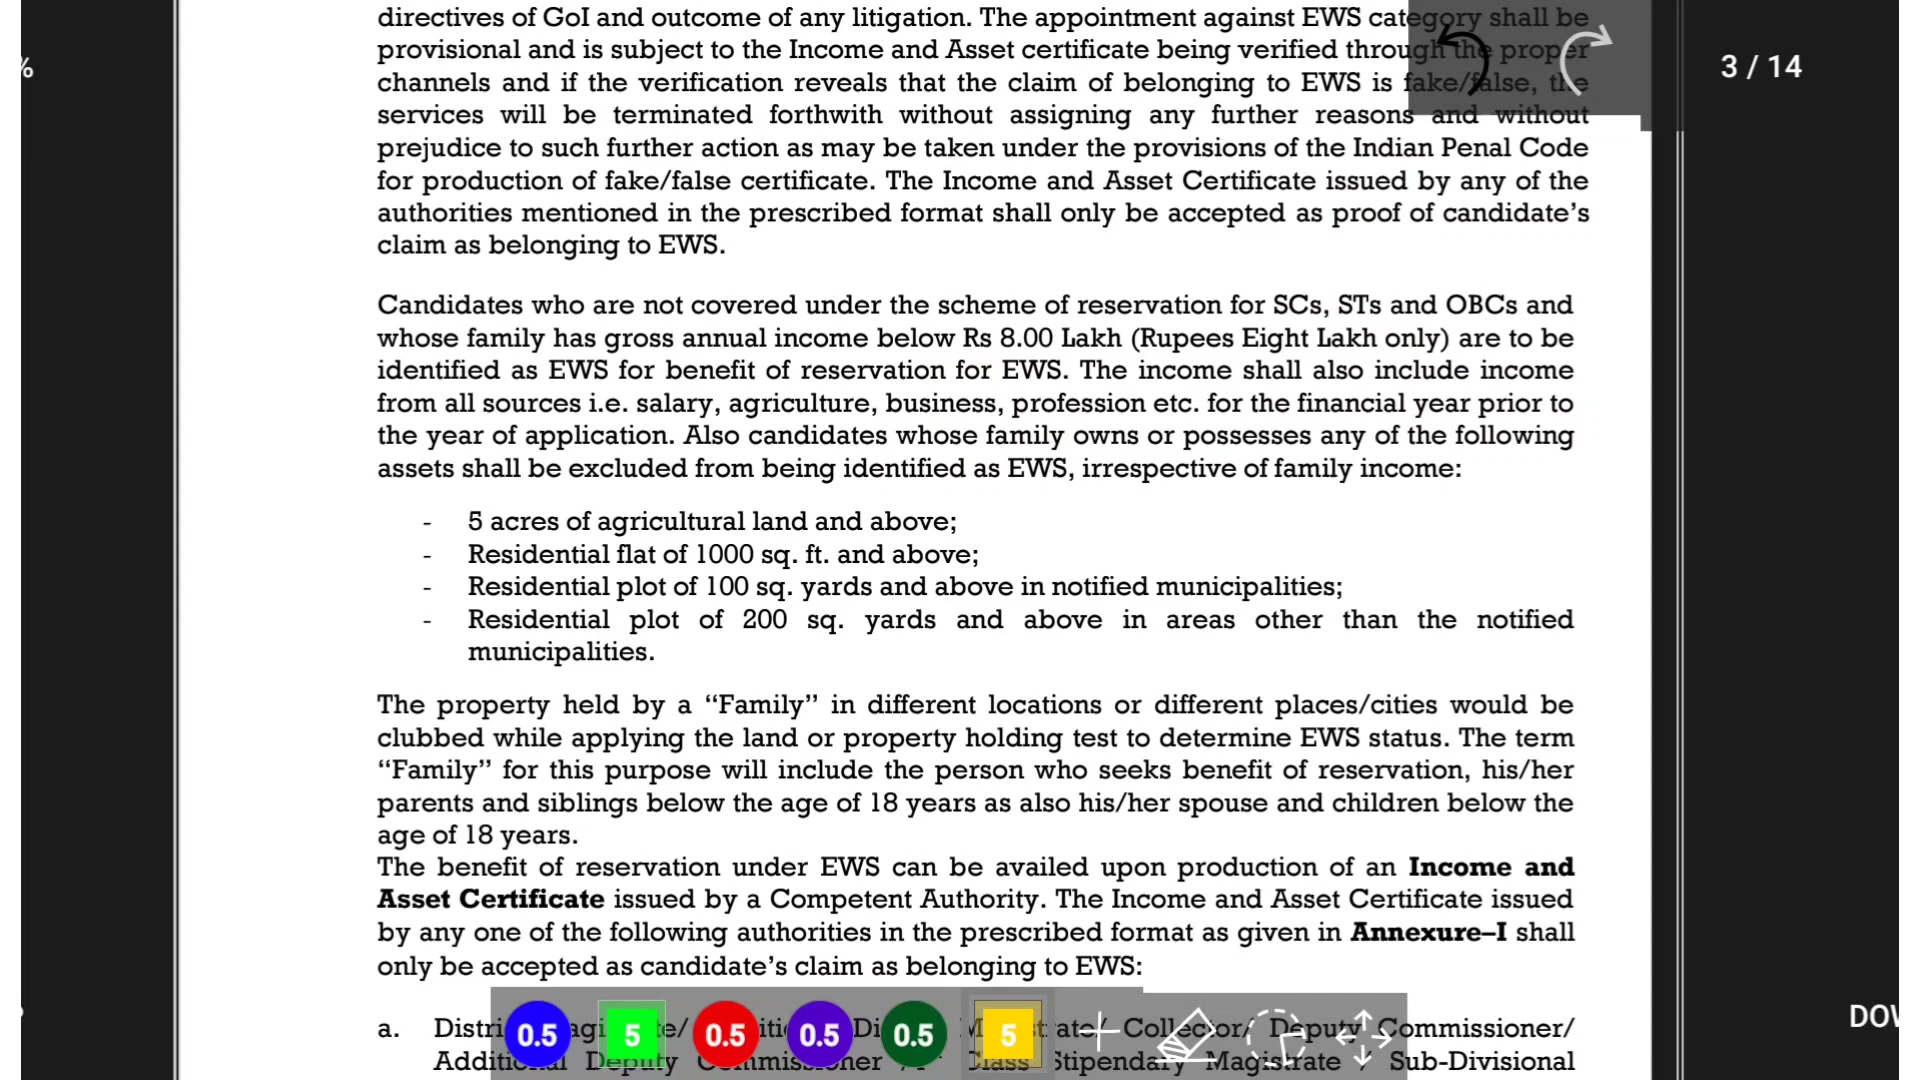 directives of GoI and outcome of any litigation. The appointment against EWS category shall be
provisional and is subject to the Income and Asset certificate being verified through the proper
channels and if the verification reveals that the claim of belonging to EWS is fake/false, the
services will be terminated forthwith without assigning any further reasons and without
prejudice to such further action as may be taken under the provisions of the Indian Penal Code
for production of fake/false certificate. The Income and Asset Certificate issued by any of the
authorities mentioned in the prescribed format shall only be accepted as proof of candidate’s
claim as belonging to EWS.
%
3 / 14
Candidates who are not covered under the scheme of reservation for SCs, STs and OBCs and
whose family has gross annual income below Rs 8.00 Lakh (Rupees Eight Lakh only) are to be
identified as EWS for benefit of reservation for EWS. The income shall also include income
from all sources i.e. salary, agriculture, business, profession etc. for the financial year prior to
the year of application. Also candidates whose family owns or possesses any of the following
assets shall be excluded from being identified as EWS, irrespective of family income:
- 5 acres of agricultural land and above;
- Residential flat of 1000 sq. ft. and above;
- Residential plot of 100 sq. yards and above in notified municipalities;
- Residential plot of 200 sq. yards and above in areas other than the notified
municipalities.
The property held by a “Family” in different locations or different places/cities would be
clubbed while applying the land or property holding test to determine EWS status. The term
“Family” for this purpose will include the person who seeks benefit of reservation, his/her
parents and siblings below the age of 18 years as also his/her spouse and children below the
age of 18 years.
The benefit of reservation under EWS can be availed upon production of an Income and
Asset Certificate issued by a Competent Authority. The Income and Asset Certificate issued
by any one of the following authorities in the prescribed format as given in Annexure–I shall
only be accepted as candidate’s claim as belonging to EWS:
a. Collector/ Deputy Commissioner/
Deputy Class Stipendary Magistrate / Sub-Divisional
0.5 5 0.5 0.5 0.5 5